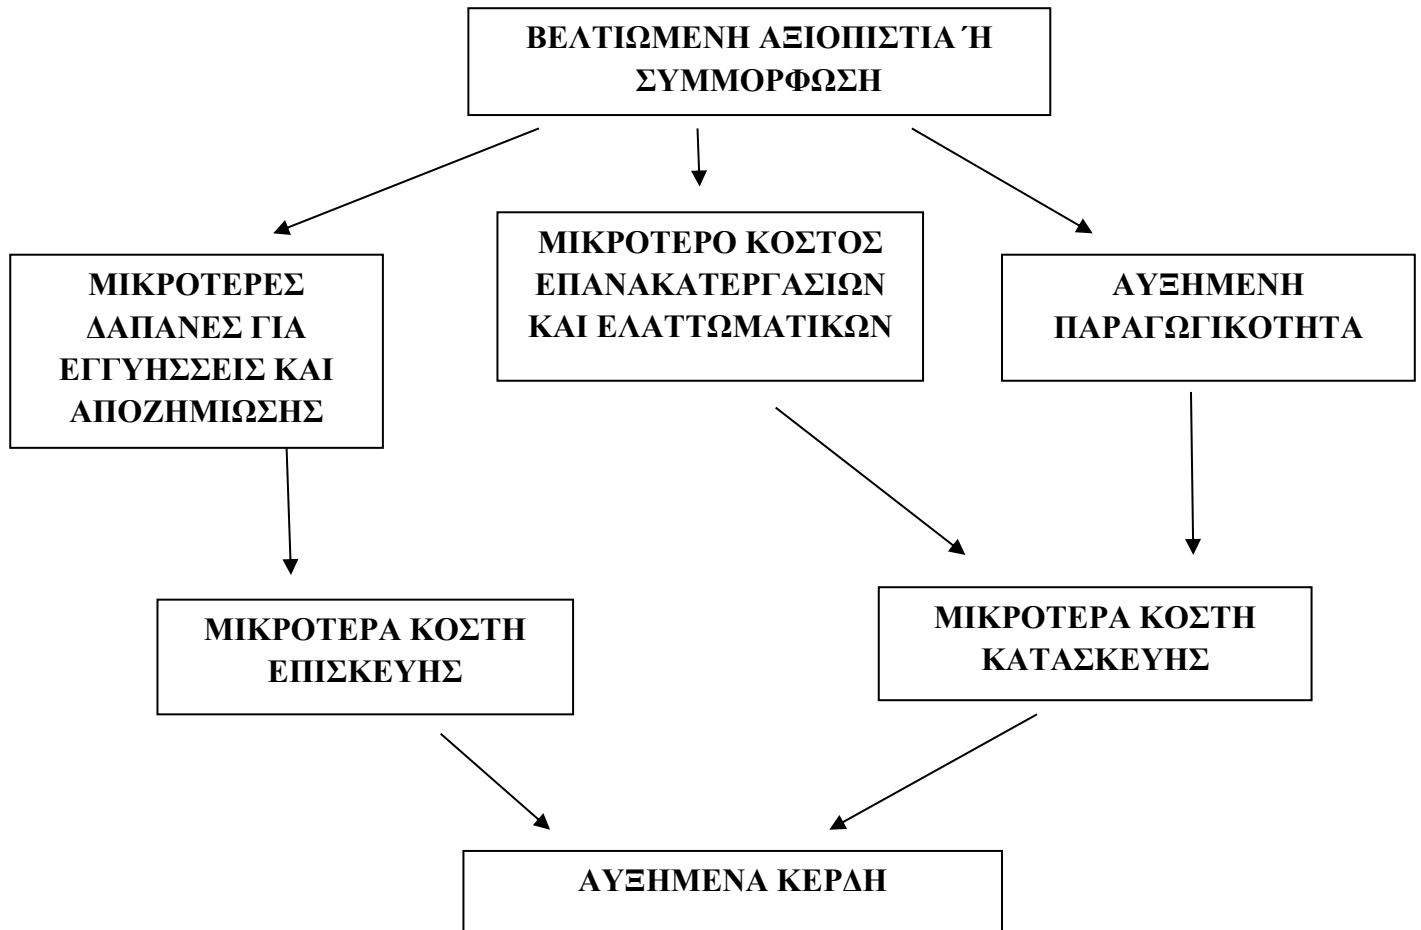 ΒΕΛΤΙΩΜΕΝΗ ΑΞΙΟΠΙΣΤΙΑ Ή
ΣΥΜΜΟΡΦΩΣΗ
ΜΙΚΡΟΤΕΡΕΣ
ΔΑΠΑΝΕΣ ΓΙΑ
ΕΓΓΥΗΣΣΕΙΣ ΚΑΙ
ΑΠΟΖΗΜΙΩΣΗΣ
ΜΙΚΡΟΤΕΡΟ ΚΟΣΤΟΣ
ΕΠΑΝΑΚΑΤΕΡΓΑΣΙΩΝ
ΚΑΙ ΕΛΑΤΤΩΜΑΤΙΚΩΝ
ΑΥΞΗΜΕΝΗ
ΠΑΡΑΓΩΓΙΚΟΤΗΤΑ
ΜΙΚΡΟΤΕΡΑ ΚΟΣΤΗ
ΕΠΙΣΚΕΥΗΣ
ΜΙΚΡΟΤΕΡΑ ΚΟΣΤΗ
ΚΑΤΑΣΚΕΥΗΣ
ΑΥΞΗΜΕΝΑ ΚΕΡΔΗ